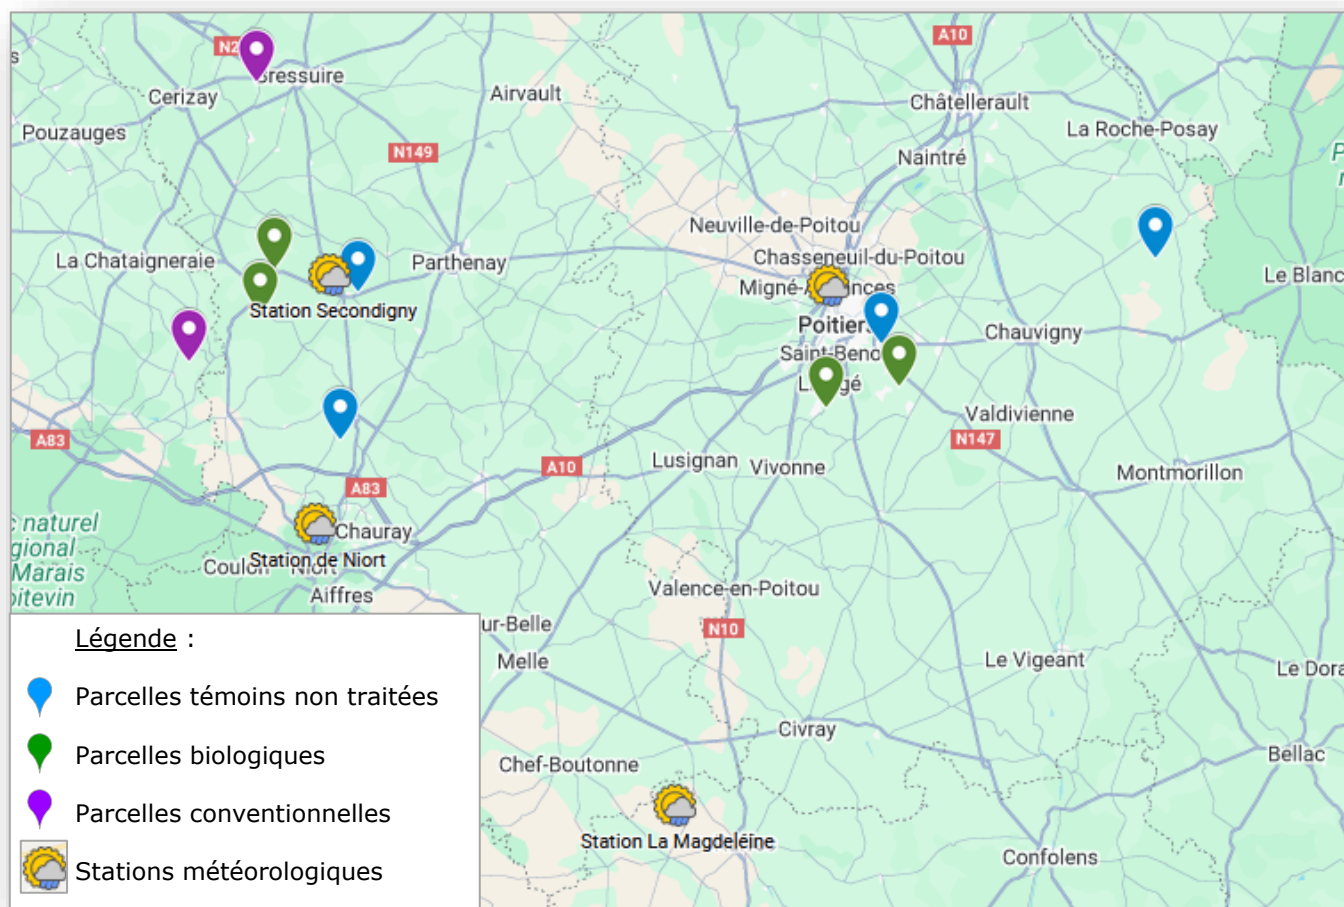 A10
N2
Bressuire
Cerizay
Airvault
Châtellerault
Pouzauges
La Roche-Posay
N149
Naintré
Neuville-de-Poitou
La Chataigneraie
Parthenay
Chasseneuil-du-Poitou
Le Blanc
Station Secondigny
Poitiers
Chauvigny
Valdivienne
A83
N147
Lusignan
Vivonne
A10
Montmorillon
A83
c naturel
gional
Marais
oitevin
Chauray
Station de Niort
Aiffres
Valence-en-Poitou
ur-Belle
N10
Melle
Le Vigeant
Le Dora
Civray
Bellac
Chef-Boutonne
Station La Magdeleine
Confolens
Légende :
Parcelles témoins non traitées
Parcelles biologiques
Parcelles conventionnelles
Stations météorologiques